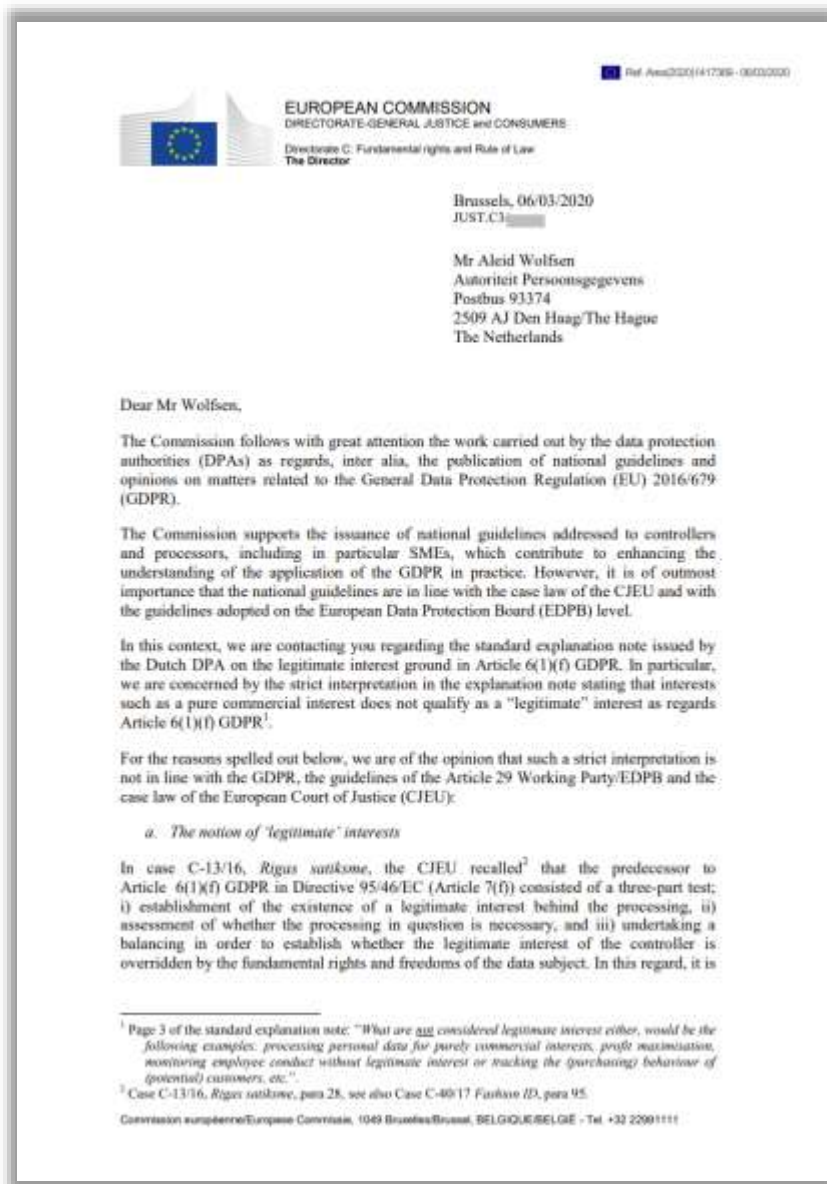 Ref. Ares(2020)1417369 - 06/03/2020
EUROPEAN COMMISSION
DIRECTORATE-GENERAL JUSTICE and CONSUMERS
Directorate C: Fundamental rights and Rule of Law
The Director
Brussels, 06/03/2020
JUST.C3
Mr Aleid Wolfsen
Autoriteit Persoonsgegevens
Postbus 93374
2509 AJ Den Haag/The Hague
The Netherlands
Dear Mr Wolfsen,
The Commission follows with great attention the work carried out by the data protection
authorities (DPAs) as regards, inter alia, the publication of national guidelines and
opinions on matters related to the General Data Protection Regulation (EU) 2016/679
(GDPR).
The Commission supports the issuance of national guidelines addressed to controllers
and processors, including in particular SMEs, which contribute to enhancing the
understanding of the application of the GDPR in practice. However, it is of outmost
importance that the national guidelines are in line with the case law of the CJEU and with
the guidelines adopted on the European Data Protection Board (EDPB) level.
In this context, we are contacting you regarding the standard explanation note issued by
the Dutch DPA on the legitimate interest ground in Article 6(1)(f) GDPR. In particular,
we are concerned by the strict interpretation in the explanation note stating that interests
such as a pure commercial interest does not qualify as a “legitimate” interest as regards
Article 6(1)(f) GDPR¹.
For the reasons spelled out below, we are of the opinion that such a strict interpretation is
not in line with the GDPR, the guidelines of the Article 29 Working Party/EDPB and the
case law of the European Court of Justice (CJEU):
a. The notion of ‘legitimate’ interests
In case C-13/16, Rigas satiksme, the CJEU recalled² that the predecessor to
Article 6(1)(f) GDPR in Directive 95/46/EC (Article 7(f)) consisted of a three-part test;
i) establishment of the existence of a legitimate interest behind the processing, ii)
assessment of whether the processing in question is necessary, and iii) undertaking a
balancing in order to establish whether the legitimate interest of the controller is
overridden by the fundamental rights and freedoms of the data subject. In this regard, it is
¹ Page 3 of the standard explanation note: “What are not considered legitimate interest either, would be the
following examples: processing personal data for purely commercial interests, profit maximisation,
monitoring employee conduct without legitimate interest or tracking the (purchasing) behaviour of
(potential) customers, etc.”.
² Case C-13/16, Rigas satiksme, para 28, see also Case C-40/17 Fashion ID, para 95.
Commission européenne/Europese Commissie, 1049 Bruxelles/Brussel, BELGIQUE/BELGIË - Tel. +32 22991111